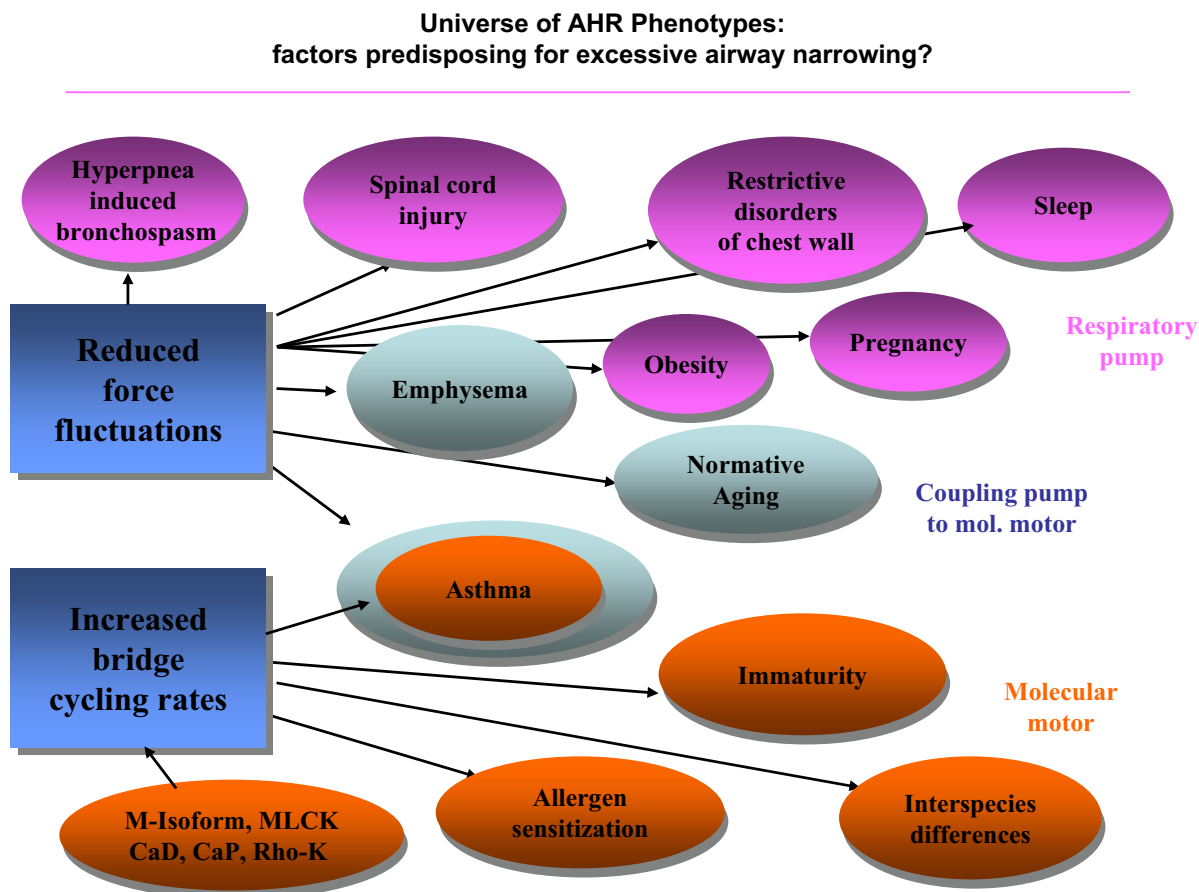 Universe of AHR Phenotypes:
factors predisposing for excessive airway narrowing?
Hyperpnea
induced
bronchospasm
Spinal cord
injury
Restrictive
disorders
of chest wall
Sleep
Reduced
force
fluctuations
Emphysema
Obesity
Pregnancy
Respiratory
pump
Normative
Aging
Coupling pump
to mol. motor
Asthma
Increased
bridge
cycling rates
Immaturity
Molecular
motor
M-Isoform, MLCK
CaD, CaP, Rho-K
Allergen
sensitization
Interspecies
differences